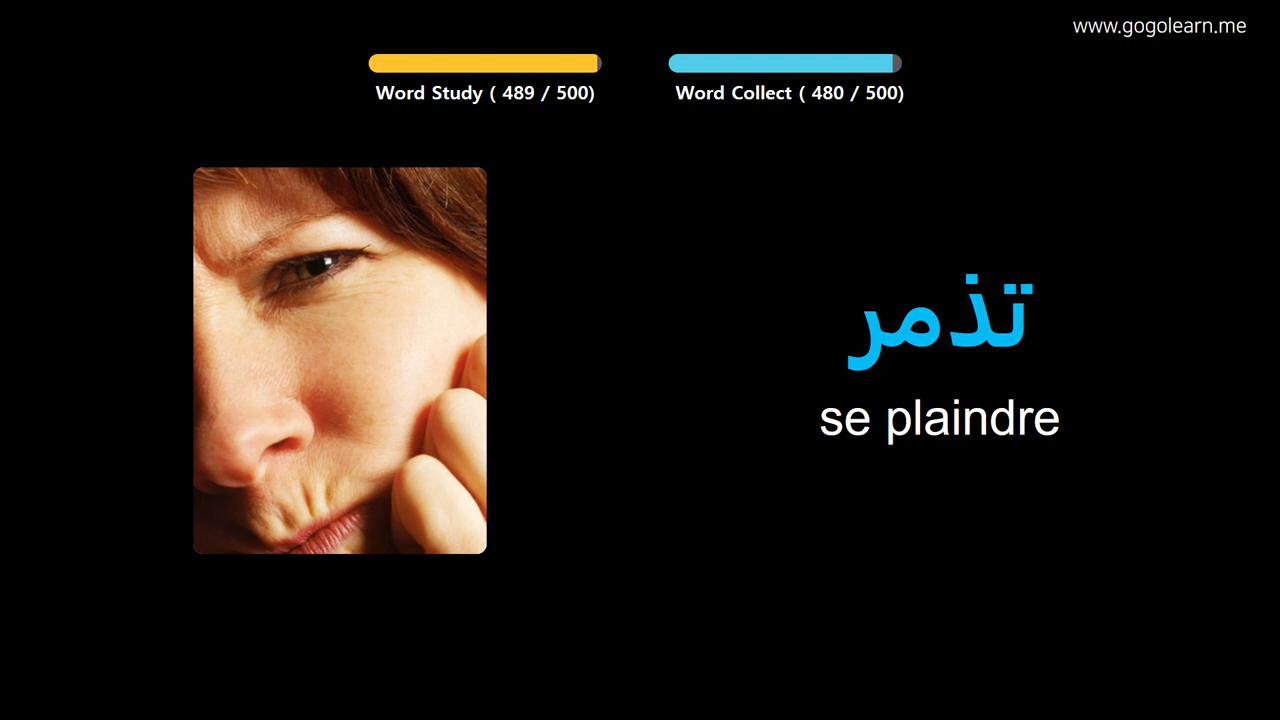 www.gogolearn.me
Word Study ( 489 / 500)
Word Collect ( 480 / 500)
تذمر
se plaindre